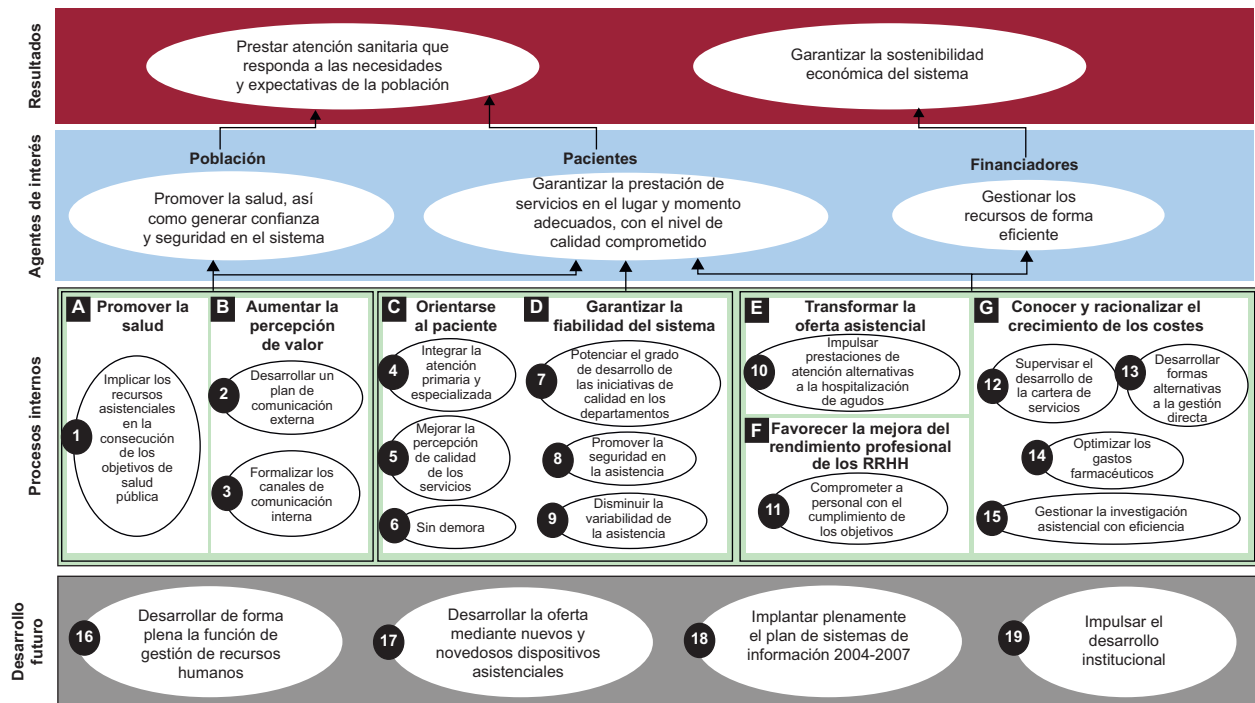 Resultados
Prestar atención sanitaria que
responda a las necesidades
y expectativas de la población
Garantizar la sostenibilidad
económica del sistema
Agentes de interés
Población
Promover la salud, así
como generar confianza
y seguridad en el sistema
Pacientes
Garantizar la prestación de
servicios en el lugar y momento
adecuados, con el nivel de
calidad comprometido
Financiadores
Gestionar los
recursos de forma
eficiente
Procesos internos
A Promover la
salud
1
Implicar los
recursos
asistenciales
en la
consecución
de los
objetivos de
salud
pública
B Aumentar la
percepción
de valor
2
Desarrollar un
plan de
comunicación
externa
3
Formalizar los
canales de
comunicación
interna
C Orientarse
al paciente
4
Integrar la
atención
primaria y
especializada
5
Mejorar la
percepción
de calidad
de los
servicios
6
Sin demora
D Garantizar la
fiabilidad del sistema
7
Potenciar el grado
de desarrollo de
las iniciativas de
calidad en los
departamentos
8
Promover la
seguridad en
la asistencia
9
Disminuir la
variabilidad de
la asistencia
E Transformar la
oferta asistencial
10
Impulsar
prestaciones de
atención alternativas
a la hospitalización
de agudos
F Favorecer la mejora del
rendimiento profesional
de los RRHH
11
Comprometer a
personal con el
cumplimiento de
los objetivos
G Conocer y racionalizar el
crecimiento de los costes
12
Supervisar el
desarrollo de
la cartera de
servicios
13
Desarrollar
formas
alternativas
a la gestión
directa
14
Optimizar los
gastos
farmacéuticos
15
Gestionar la investigación
asistencial con eficiencia
Desarrollo
futuro
16
Desarrollar de forma
plena la función de
gestión de recursos
humanos
17
Desarrollar la oferta
mediante nuevos y
novedosos dispositivos
asistenciales
18
Implantar plenamente
el plan de sistemas de
información 2004-2007
19
Impulsar el
desarrollo
institucional